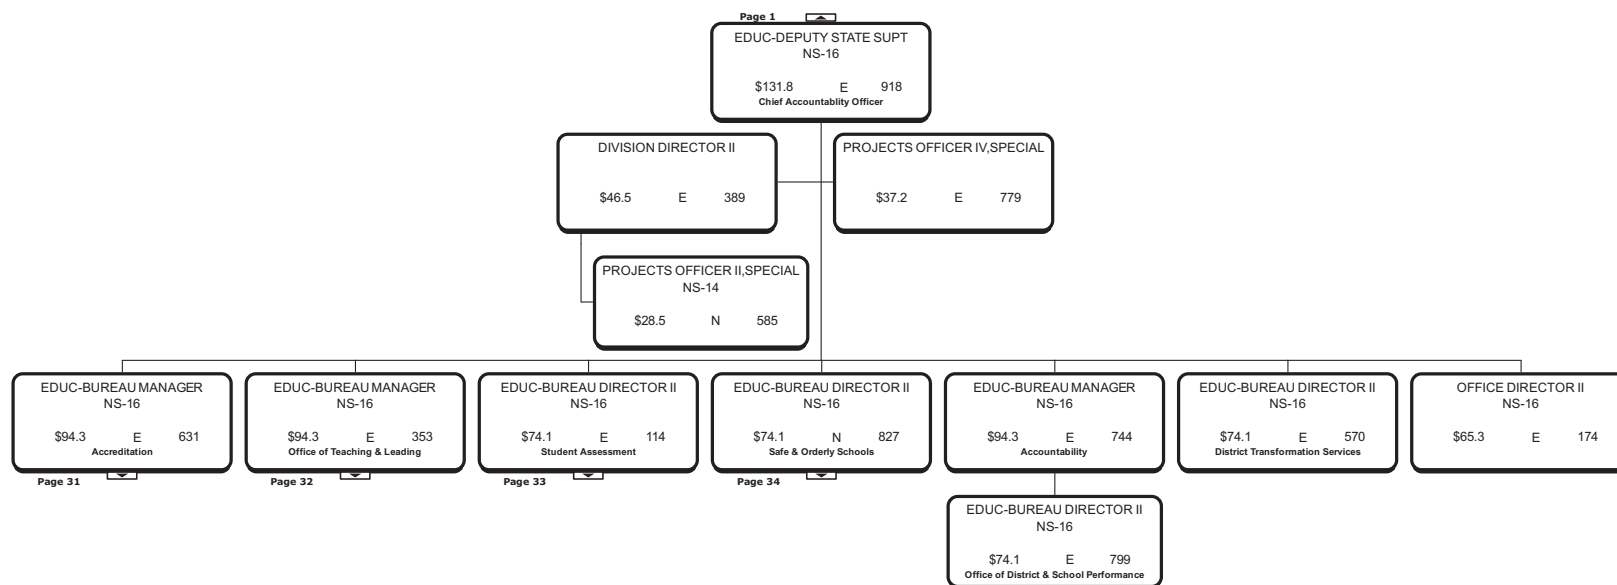 Page 1
EDUC-DEPUTY STATE SUPT
NS-16
$131.8 E 918
Chief Accountablity Officer
DIVISION DIRECTOR II
$46.5 E 389
PROJECTS OFFICER IV,SPECIAL
$37.2 E 779
PROJECTS OFFICER II,SPECIAL
NS-14
$28.5 N 585
EDUC-BUREAU MANAGER
NS-16
$94.3 E 631
Accreditation
Page 31
EDUC-BUREAU MANAGER
NS-16
$94.3 E 353
Office of Teaching & Leading
Page 32
EDUC-BUREAU DIRECTOR II
NS-16
$74.1 E 114
Student Assessment
Page 33
EDUC-BUREAU DIRECTOR II
NS-16
$74.1 N 827
Safe & Orderly Schools
Page 34
EDUC-BUREAU MANAGER
NS-16
$94.3 E 744
Accountability
EDUC-BUREAU DIRECTOR II
NS-16
$74.1 E 799
Office of District & School Performance
EDUC-BUREAU DIRECTOR II
NS-16
$74.1 E 570
District Transformation Services
OFFICE DIRECTOR II
NS-16
$65.3 E 174